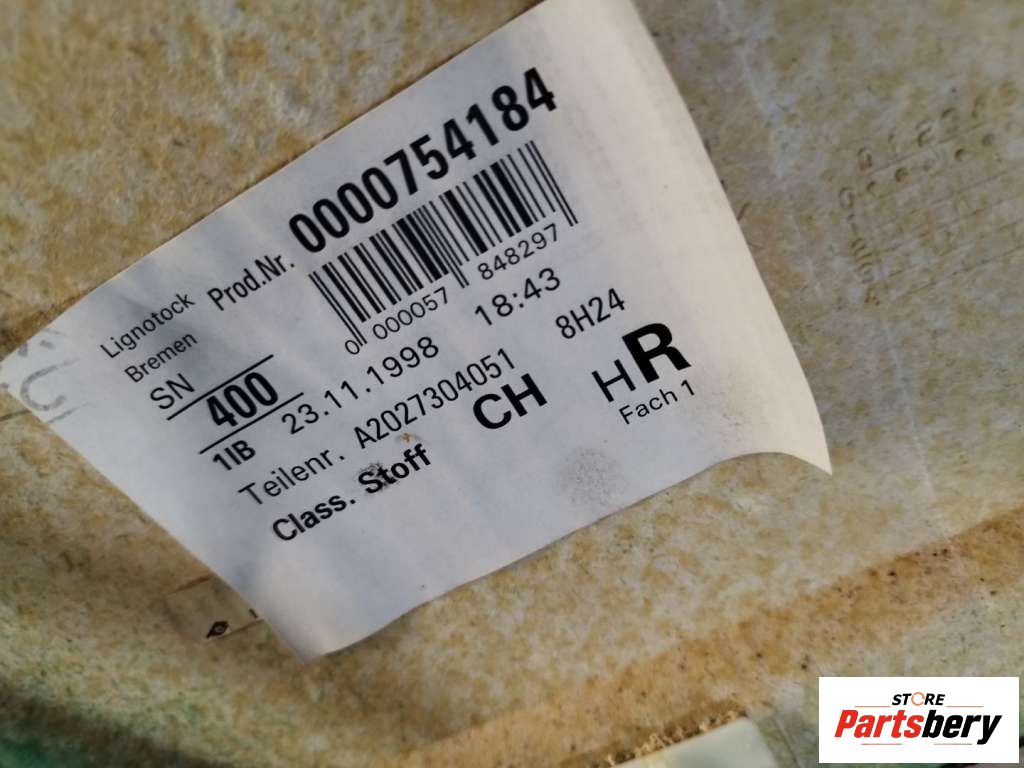 Lignotock
Bremen
Prod.Nr. 0000754184
0 000057 848297
SN
400
23.11.1998 18:43
1IB
Teilenr. A2027304051 8H24
Class. Stoff CH HR
Fach 1
STORE
Partsbery